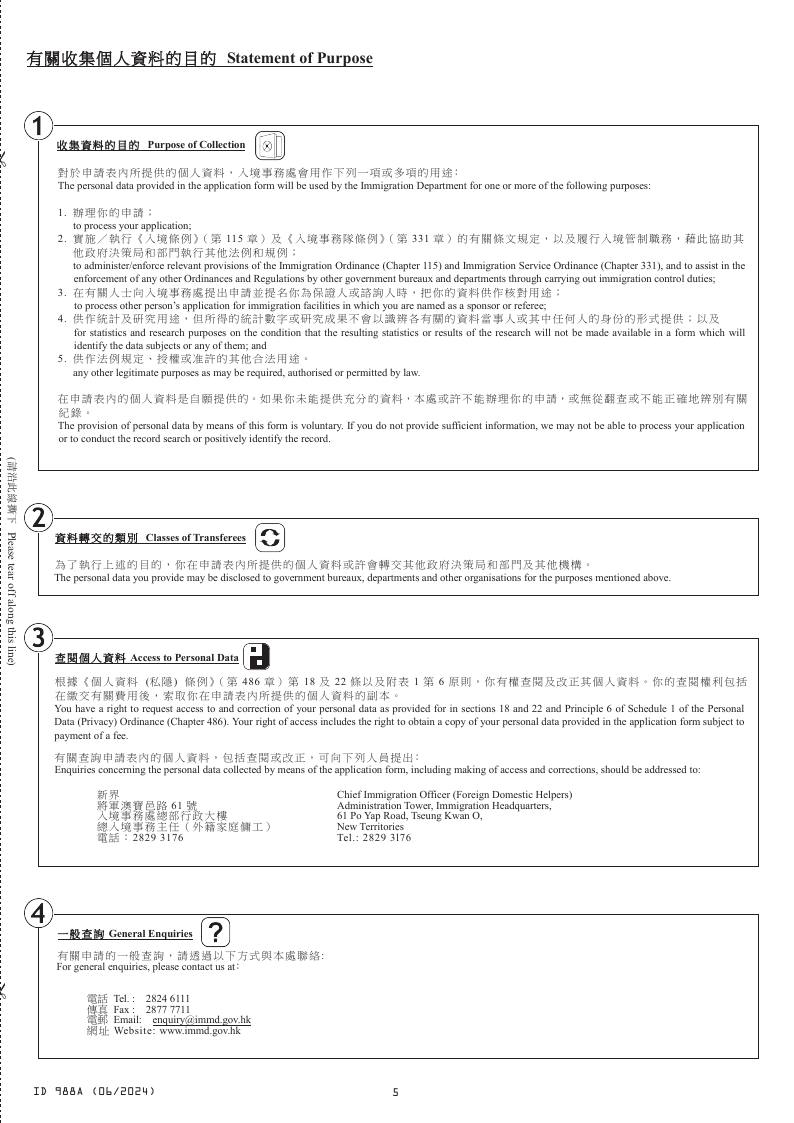 有關收集個人資料的目的 Statement of Purpose
1
收集資料的目的 Purpose of Collection
對於申請表內所提供的個人資料，入境事務處會用作下列一項或多項的用途：
The personal data provided in the application form will be used by the Immigration Department for one or more of the following purposes:
1. 辦理你的申請；
to process your application;
2. 實施／執行《入境條例》（第 115 章）及《入境事務隊條例》（第 331 章）的有關條文規定，以及履行入境管制職務，藉此協助其
他政府決策局和部門執行其他法例和規例；
to administer/enforce relevant provisions of the Immigration Ordinance (Chapter 115) and Immigration Service Ordinance (Chapter 331), and to assist in the
enforcement of any other Ordinances and Regulations by other government bureaux and departments through carrying out immigration control duties;
3. 在有關人士向入境事務處提出申請並提名你為保證人或諮詢人時，把你的資料供作核對用途；
to process other person's application for immigration facilities in which you are named as a sponsor or referee;
4. 供作統計及研究用途，但所得的統計數字或研究成果不會以識辨各有關的資料當事人或其中任何人的身份的形式提供；以及
for statistics and research purposes on the condition that the resulting statistics or results of the research will not be made available in a form which will
identify the data subjects or any of them; and
5. 供作法例規定、授權或准許的其他合法用途。
any other legitimate purposes as may be required, authorised or permitted by law.
在申請表內的個人資料是自願提供的。如果你未能提供充分的資料，本處或許不能辦理你的申請，或無從翻查或不能正確地辨別有關
紀錄。
The provision of personal data by means of this form is voluntary. If you do not provide sufficient information, we may not be able to process your application
or to conduct the record search or positively identify the record.
(請沿此線撕下 Please tear off along this line)
2
資料轉交的類別 Classes of Transferees
為了執行上述的目的，你在申請表內所提供的個人資料或許會轉交其他政府決策局和部門及其他機構。
The personal data you provide may be disclosed to government bureaux, departments and other organisations for the purposes mentioned above.
3
查閱個人資料 Access to Personal Data
根據《個人資料 (私隱) 條例》（第 486 章）第 18 及 22 條以及附表 1 第 6 原則，你有權查閱及改正其個人資料。你的查閱權利包括
在繳交有關費用後，索取你在申請表內所提供的個人資料的副本。
You have a right to request access to and correction of your personal data as provided for in sections 18 and 22 and Principle 6 of Schedule 1 of the Personal
Data (Privacy) Ordinance (Chapter 486). Your right of access includes the right to obtain a copy of your personal data provided in the application form subject to
payment of a fee.
有關查詢申請表內的個人資料，包括查閱或改正，可向下列人員提出：
Enquiries concerning the personal data collected by means of the application form, including making of access and corrections, should be addressed to:
新界
將軍澳寶邑路 61 號
入境事務處總部行政大樓
總入境事務主任（外籍家庭傭工）
電話：2829 3176
Chief Immigration Officer (Foreign Domestic Helpers)
Administration Tower, Immigration Headquarters,
61 Po Yap Road, Tseung Kwan O,
New Territories
Tel.: 2829 3176
4
一般查詢 General Enquiries
?
有關申請的一般查詢，請透過以下方式與本處聯絡:
For general enquiries, please contact us at:
電話 Tel. : 2824 6111
傳真 Fax : 2877 7711
電郵 Email: enquiry@immd.gov.hk
網址 Website: www.immd.gov.hk
ID 988A (06/2024)
5